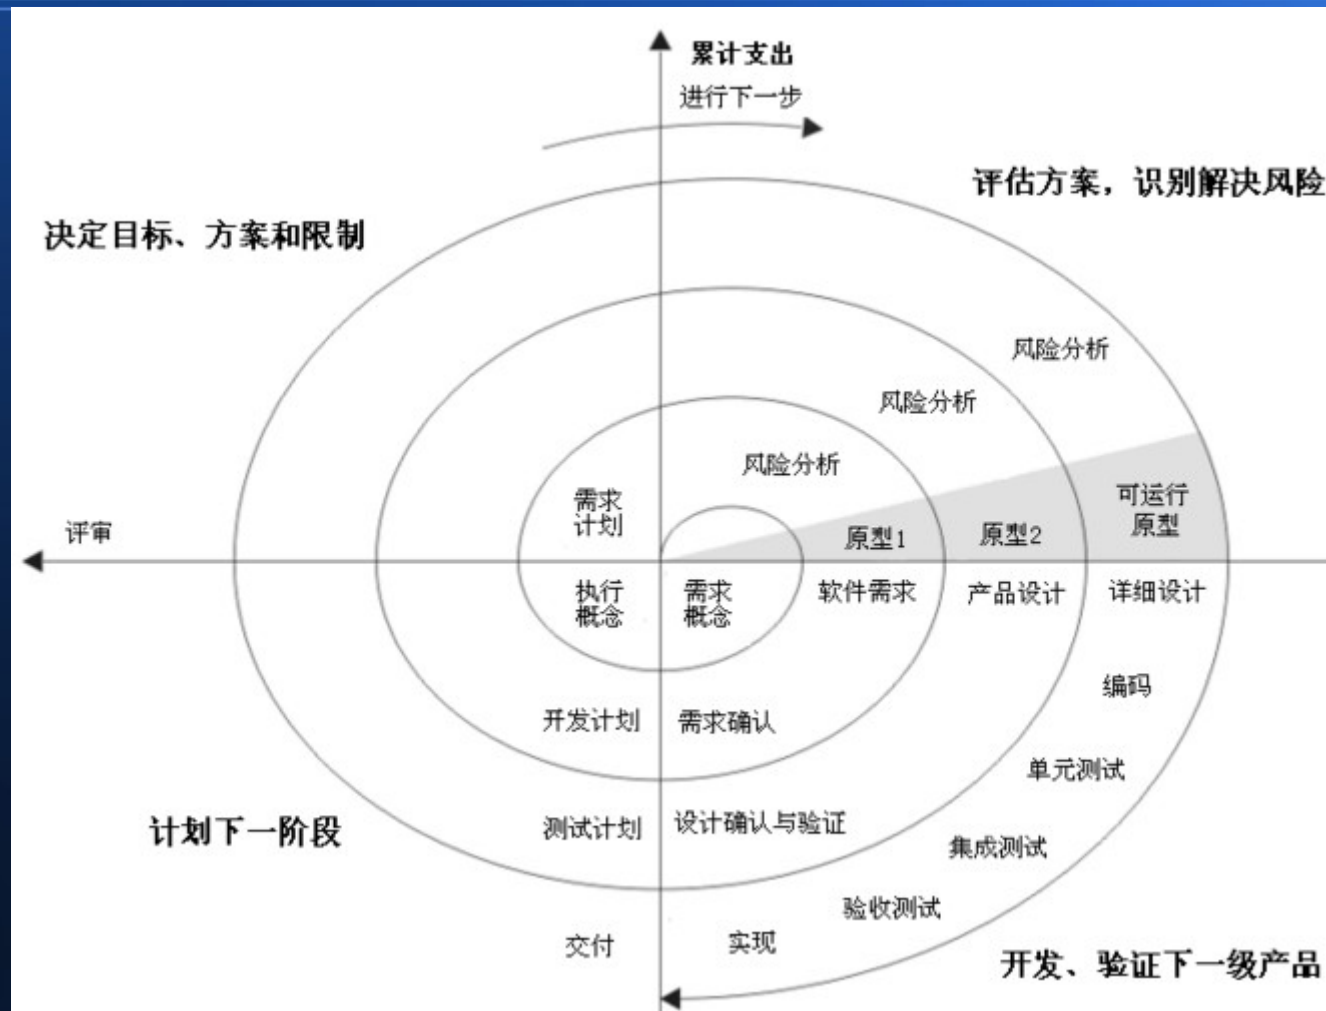 累计支出
进行下一步
评估方案，识别解决风险
决定目标、方案和限制
风险分析
风险分析
风险分析
需求
计划
可运行
原型
评审
原型1
原型2
执行
概念
需求
概念
软件需求
产品设计
详细设计
编码
开发计划
需求确认
单元测试
计划下一阶段
测试计划
设计确认与验证
集成测试
验收测试
交付
实现
开发、验证下一级产品